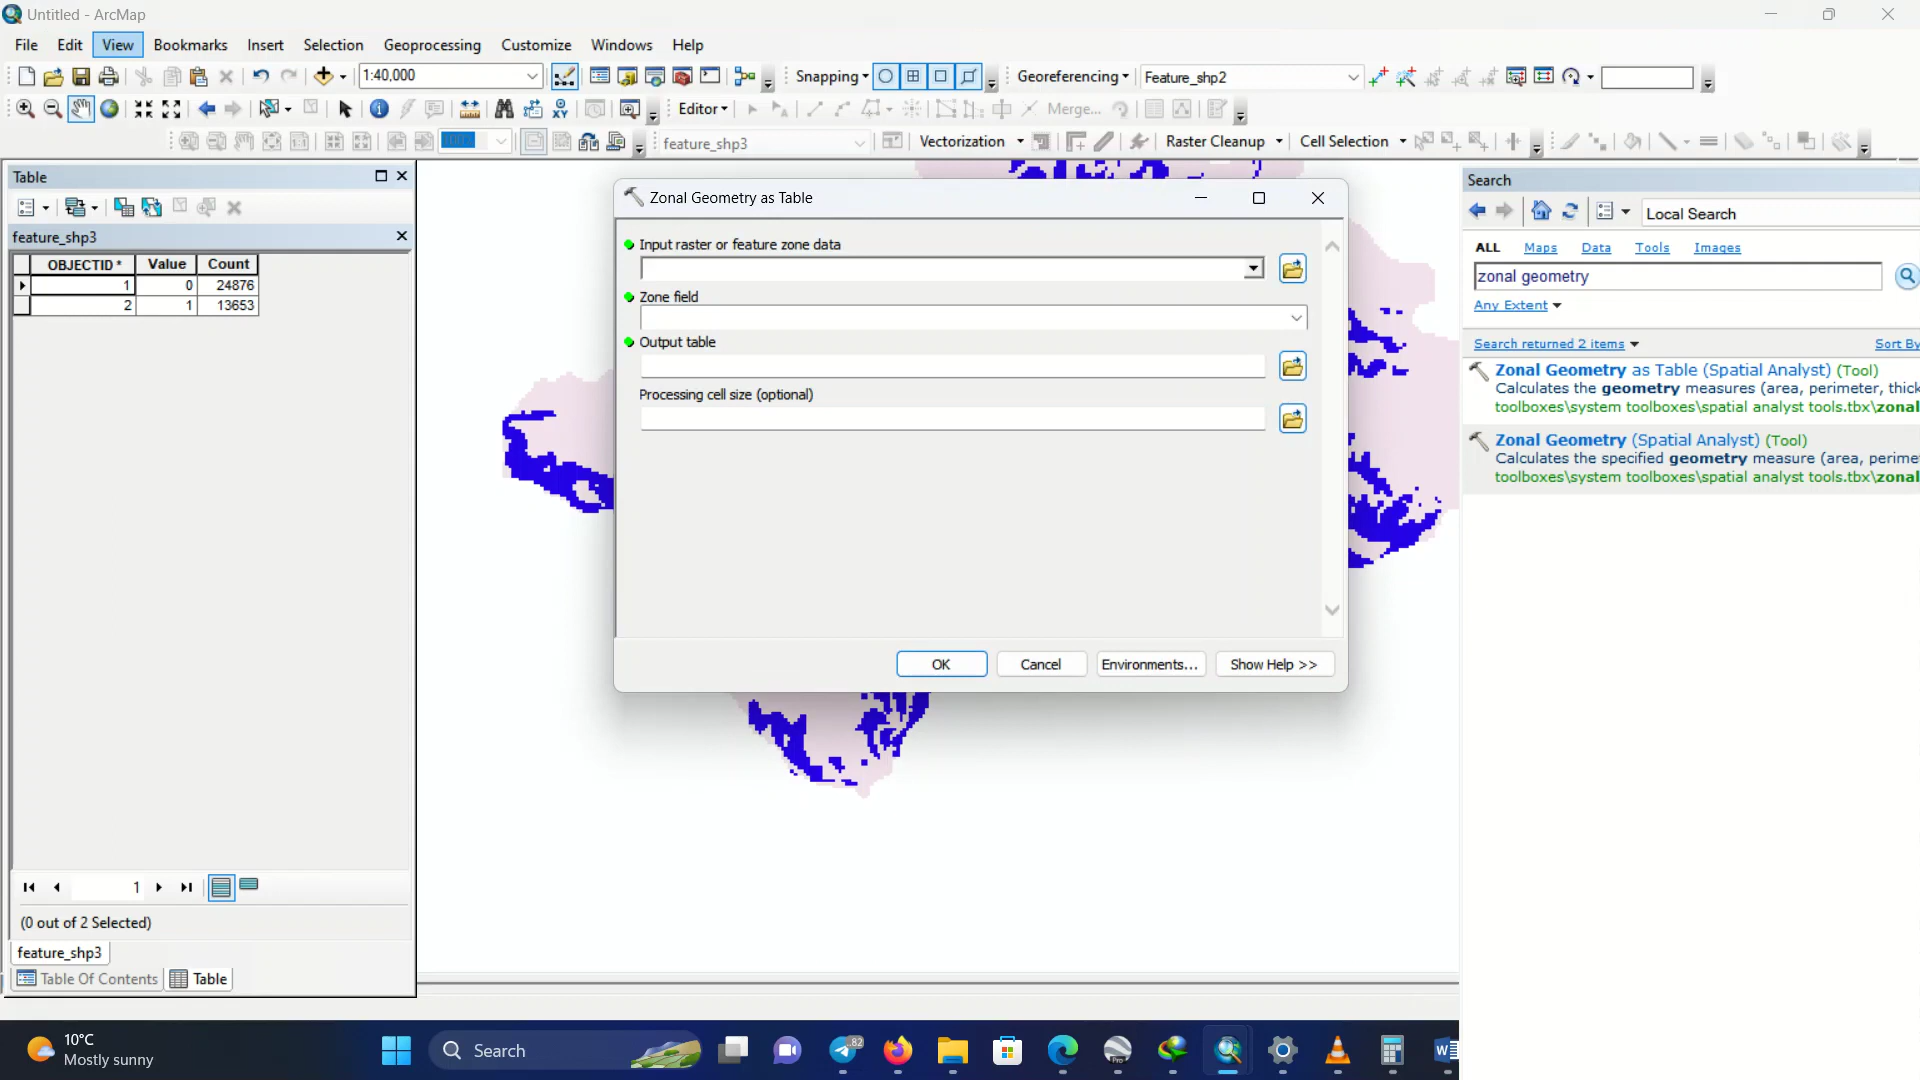 Untitled - ArcMap
File Edit View Bookmarks Insert Selection Geoprocessing Customize Windows Help
1:40,000 Snapping Georeferencing Feature_shp2
Editor Merge...
feature_shp3 Vectorization Raster Cleanup Cell Selection
Table
feature_shp3
OBJECTID * Value Count
1 0 24876
2 1 13653
1
(0 out of 2 Selected)
feature_shp3
Table Of Contents Table
Zonal Geometry as Table
Input raster or feature zone data
Zone field
Output table
Processing cell size (optional)
OK Cancel Environments... Show Help >>
Search
Local Search
ALL Maps Data Tools Images
zonal geometry
Any Extent
Search returned 2 items Sort By
Zonal Geometry as Table (Spatial Analyst) (Tool)
Calculates the geometry measures (area, perimeter, thick
toolboxes\system toolboxes\spatial analyst tools.tbx\zonal
Zonal Geometry (Spatial Analyst) (Tool)
Calculates the specified geometry measure (area, perime
toolboxes\system toolboxes\spatial analyst tools.tbx\zonal
10°C
Mostly sunny
Search
82
Pro
W